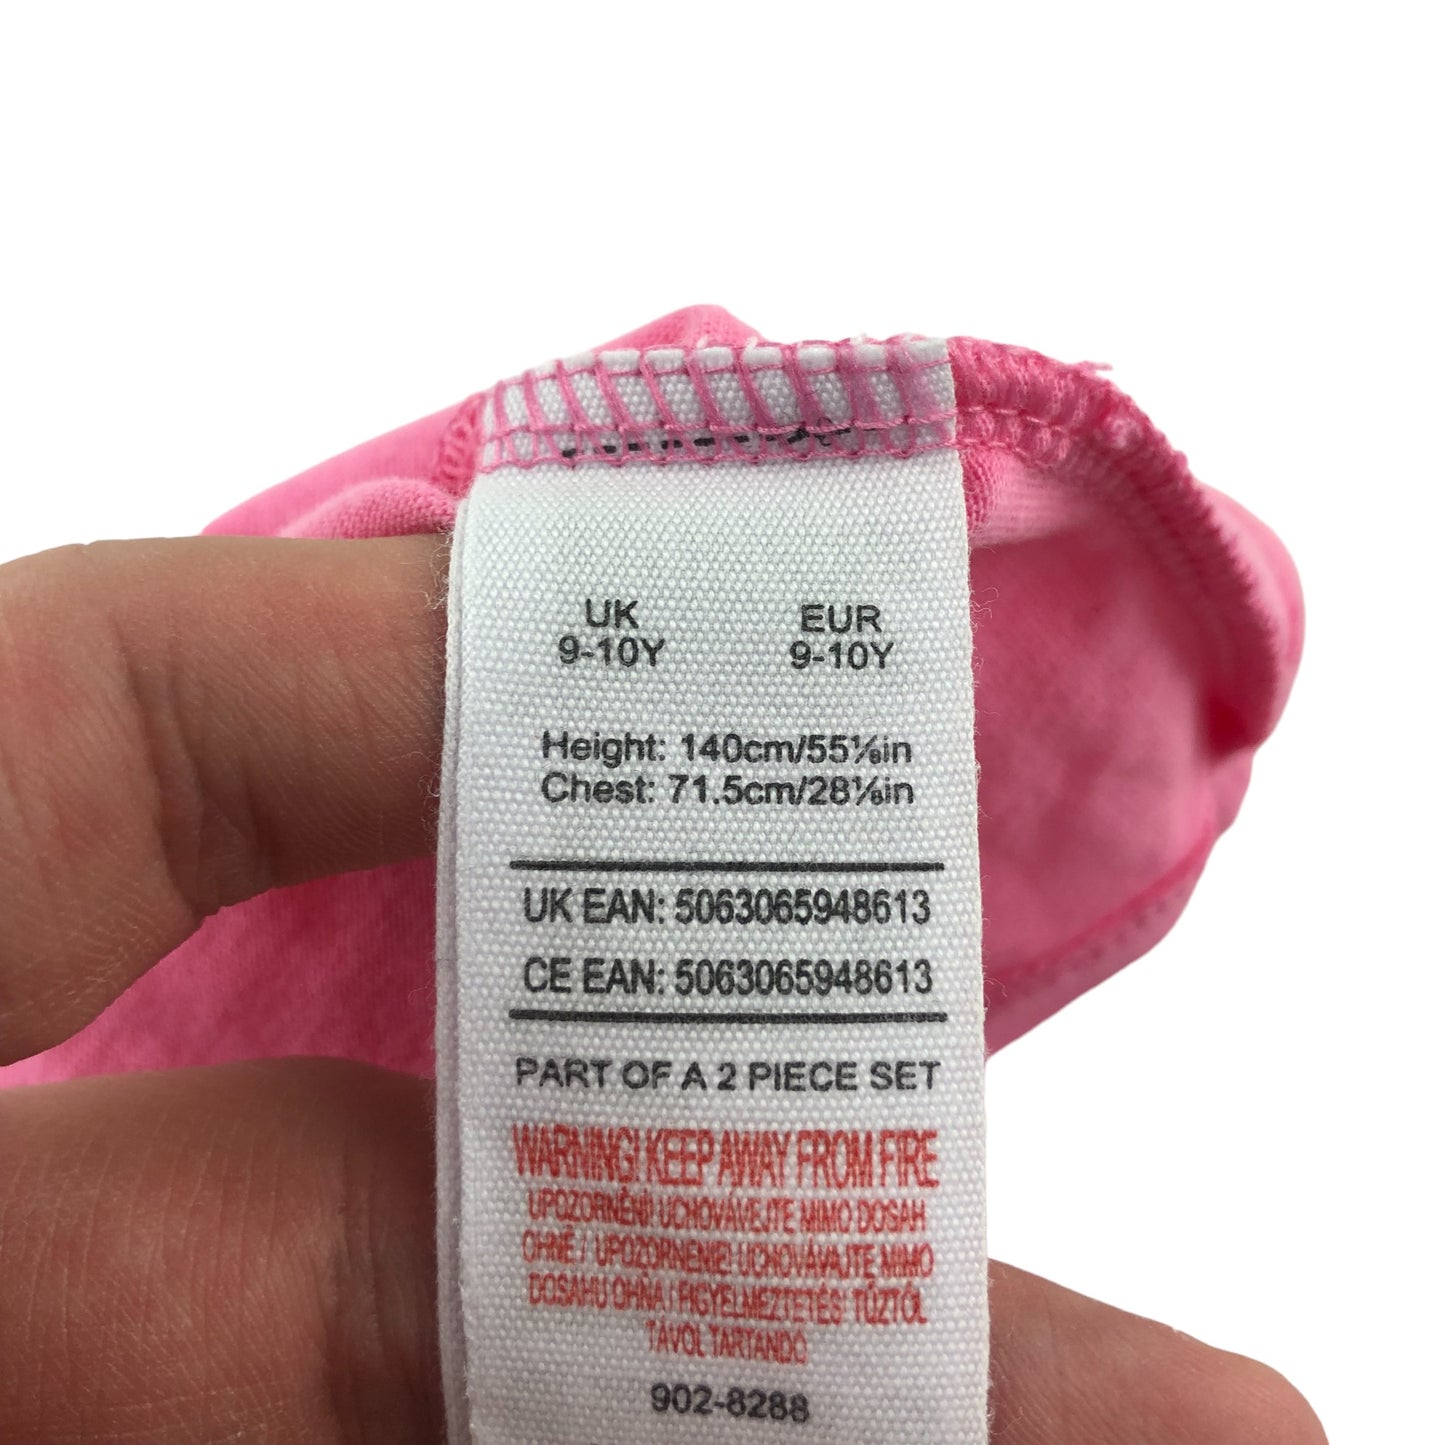 UK EUR
9-10Y 9-10Y
Height: 140cm/55⅛in
Chest: 71.5cm/28⅛in
UK EAN: 5063065948613
CE EAN: 5063065948613
PART OF A 2 PIECE SET
WARNING! KEEP AWAY FROM FIRE
UPOZORNĚNÍ! UCHOVÁVEJTE MIMO DOSAH
OHNĚ / UPOZORNENIE! UCHOVÁVAJTE MIMO
DOSAHU OHŇA / FIGYELMEZTETÉS! TŰZTŐL
TÁVOL TARTANDÓ
902-8288